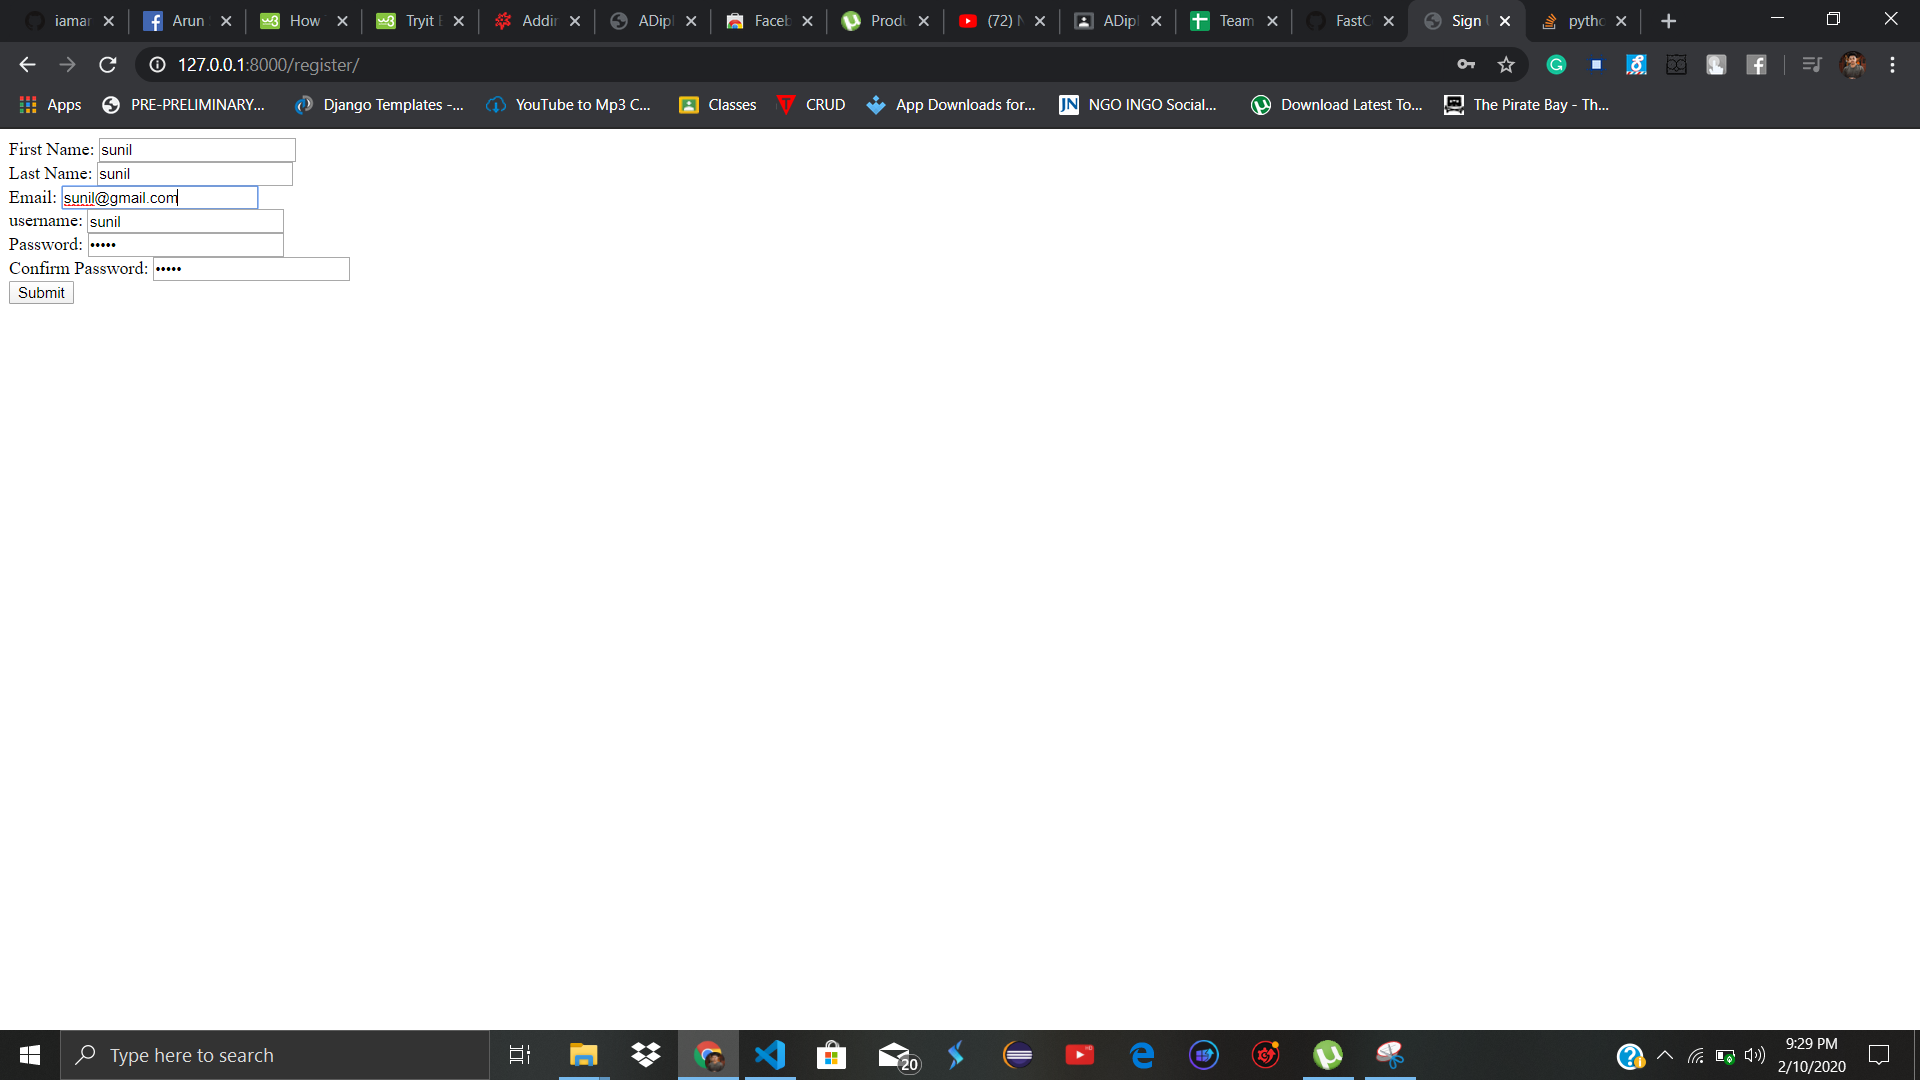 iamar
Arun
How
Tryit E
Addin
ADipl
Faceb
Produ
(72) N
ADipl
Team
FastC
Sign U
pytho
127.0.0.1:8000/register/
Apps
PRE-PRELIMINARY...
Django Templates -...
YouTube to Mp3 C...
Classes
CRUD
App Downloads for...
JN NGO INGO Social...
Download Latest To...
The Pirate Bay - Th...
First Name: sunil
Last Name: sunil
Email: sunil@gmail.com
username: sunil
Password: •••••
Confirm Password: •••••
Submit
Type here to search
20
9:29 PM
2/10/2020